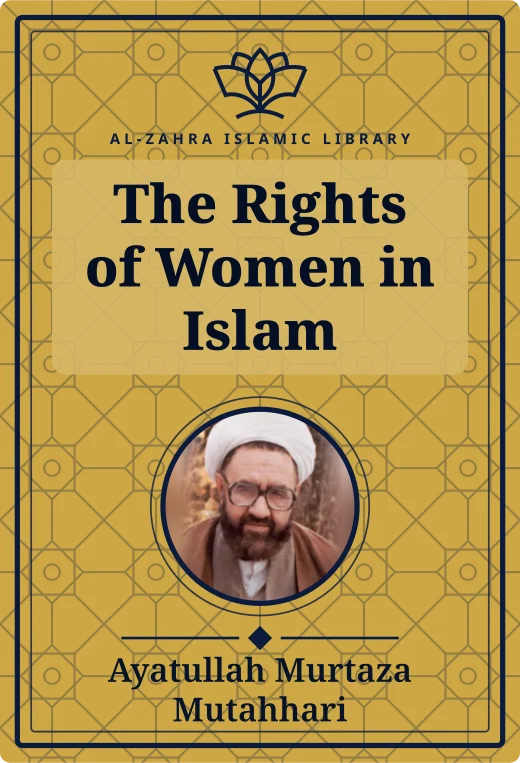 AL-ZAHRA ISLAMIC LIBRARY
The Rights
of Women in
Islam
Ayatullah Murtaza
Mutahhari